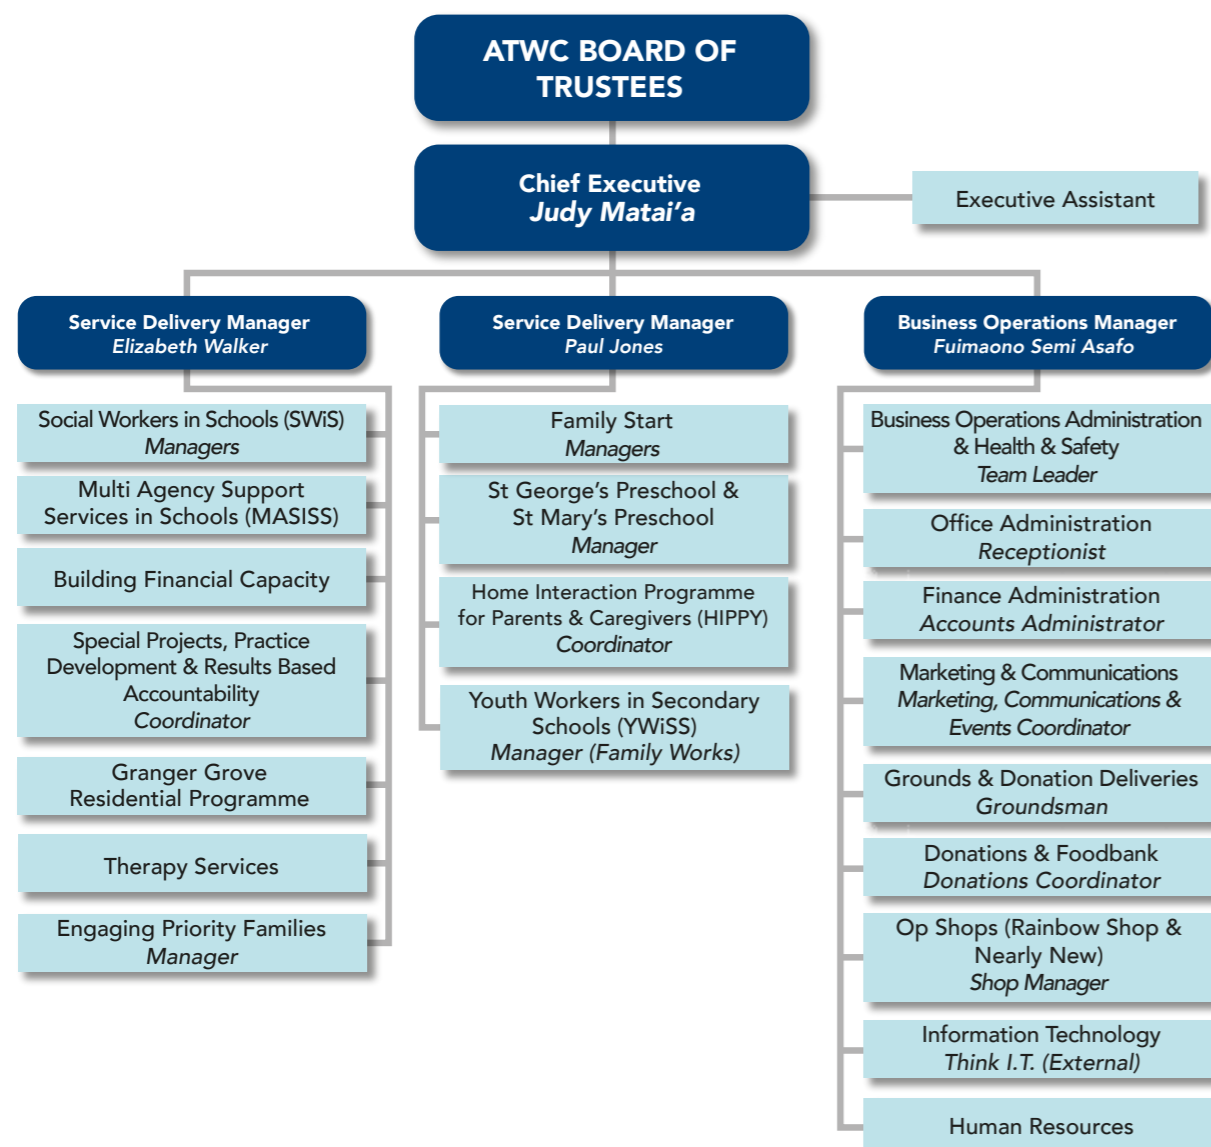 ATWC BOARD OF
TRUSTEES
Chief Executive
Judy Matai’a
Executive Assistant
Service Delivery Manager
Elizabeth Walker
Social Workers in Schools (SWiS)
Managers
Multi Agency Support
Services in Schools (MASISS)
Building Financial Capacity
Special Projects, Practice
Development & Results Based
Accountability
Coordinator
Granger Grove
Residential Programme
Therapy Services
Engaging Priority Families
Manager
Service Delivery Manager
Paul Jones
Family Start
Managers
St George’s Preschool &
St Mary’s Preschool
Manager
Home Interaction Programme
for Parents & Caregivers (HIPPY)
Coordinator
Youth Workers in Secondary
Schools (YWiSS)
Manager (Family Works)
Business Operations Manager
Fuimaono Semi Asafo
Business Operations Administration
& Health & Safety
Team Leader
Office Administration
Receptionist
Finance Administration
Accounts Administrator
Marketing & Communications
Marketing, Communications &
Events Coordinator
Grounds & Donation Deliveries
Groundsman
Donations & Foodbank
Donations Coordinator
Op Shops (Rainbow Shop &
Nearly New)
Shop Manager
Information Technology
Think I.T. (External)
Human Resources